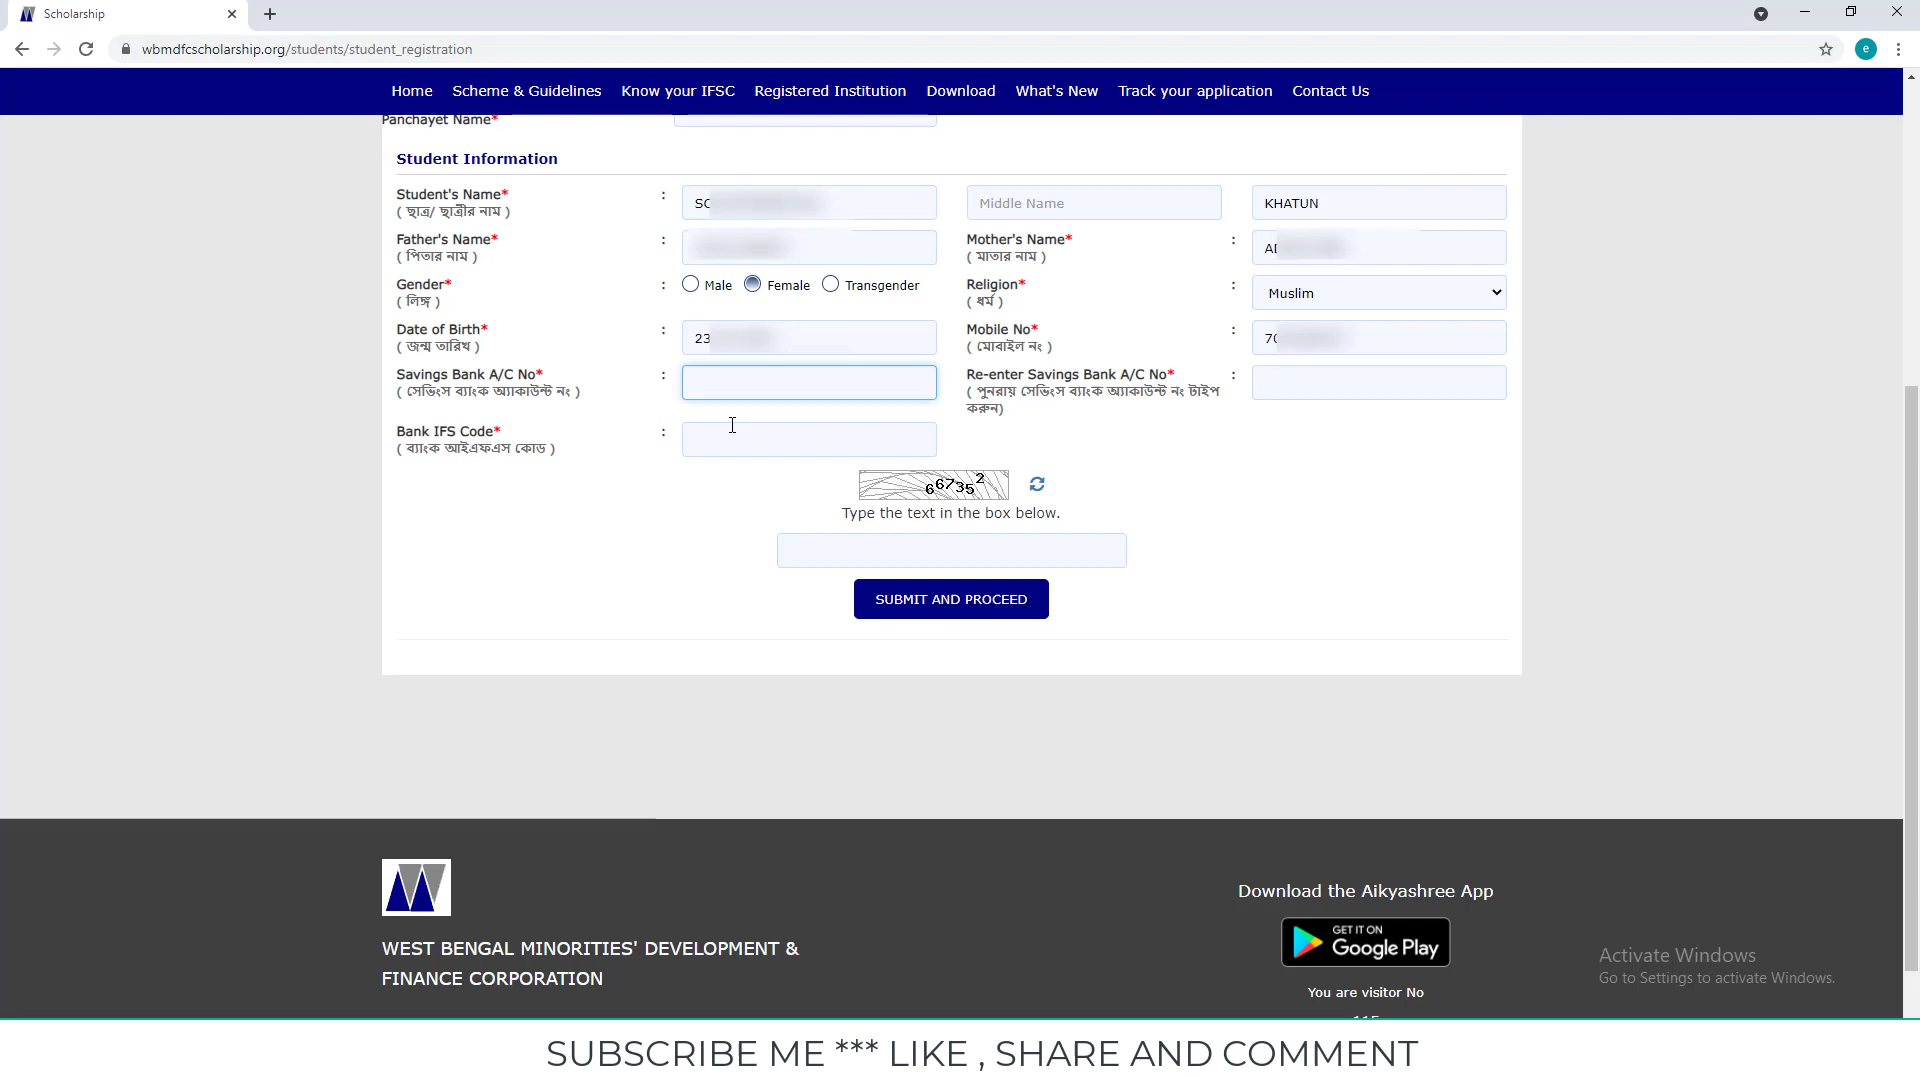 Scholarship
wbmdfcscholarship.org/students/student_registration
e
Home Scheme & Guidelines Know your IFSC Registered Institution Download What's New Track your application Contact Us
Panchayet Name*
Student Information
Student's Name* : SC Middle Name KHATUN
( ছাত্র/ ছাত্রীর নাম )
Father's Name* : Mother's Name* :
( পিতার নাম ) ( মাতার নাম )
Gender* : Male Female Transgender Religion* : Muslim
( লিঙ্গ ) ( ধর্ম )
Date of Birth* : 23 Mobile No* : 70
( জন্ম তারিখ ) ( মোবাইল নং )
Savings Bank A/C No* : Re-enter Savings Bank A/C No* :
( সেভিংস ব্যাংক অ্যাকাউন্ট নং ) ( পুনরায় সেভিংস ব্যাংক অ্যাকাউন্ট নং টাইপ
করুন)
Bank IFS Code* :
( ব্যাংক আইএফএস কোড )
667352
Type the text in the box below.
SUBMIT AND PROCEED
WEST BENGAL MINORITIES' DEVELOPMENT &
FINANCE CORPORATION
Download the Aikyashree App
GET IT ON
Google Play
You are visitor No
Activate Windows
Go to Settings to activate Windows.
SUBSCRIBE ME *** LIKE , SHARE AND COMMENT